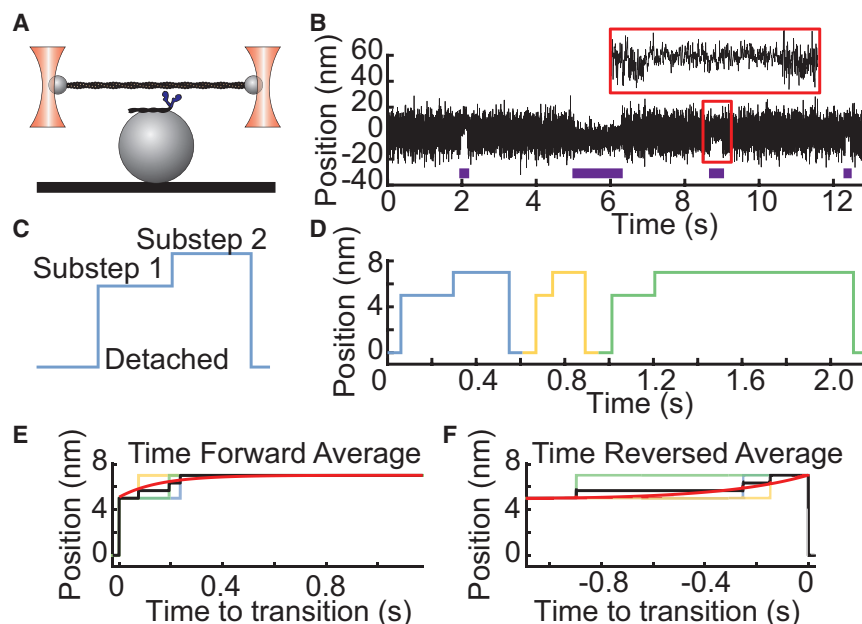 A
B
Position (nm)
60
40
20
0
-20
-40
0 2 4 6 8 10 12
Time (s)
C
Substep 2
Substep 1
Detached
D
Position (nm)
8
4
0
0 0.4 0.8 1.2 1.6 2.0
Time (s)
E
Time Forward Average
Position (nm)
8
4
0
0 0.4 0.8
Time to transition (s)
F
Time Reversed Average
Position (nm)
8
4
0
-0.8 -0.4 0
Time to transition (s)